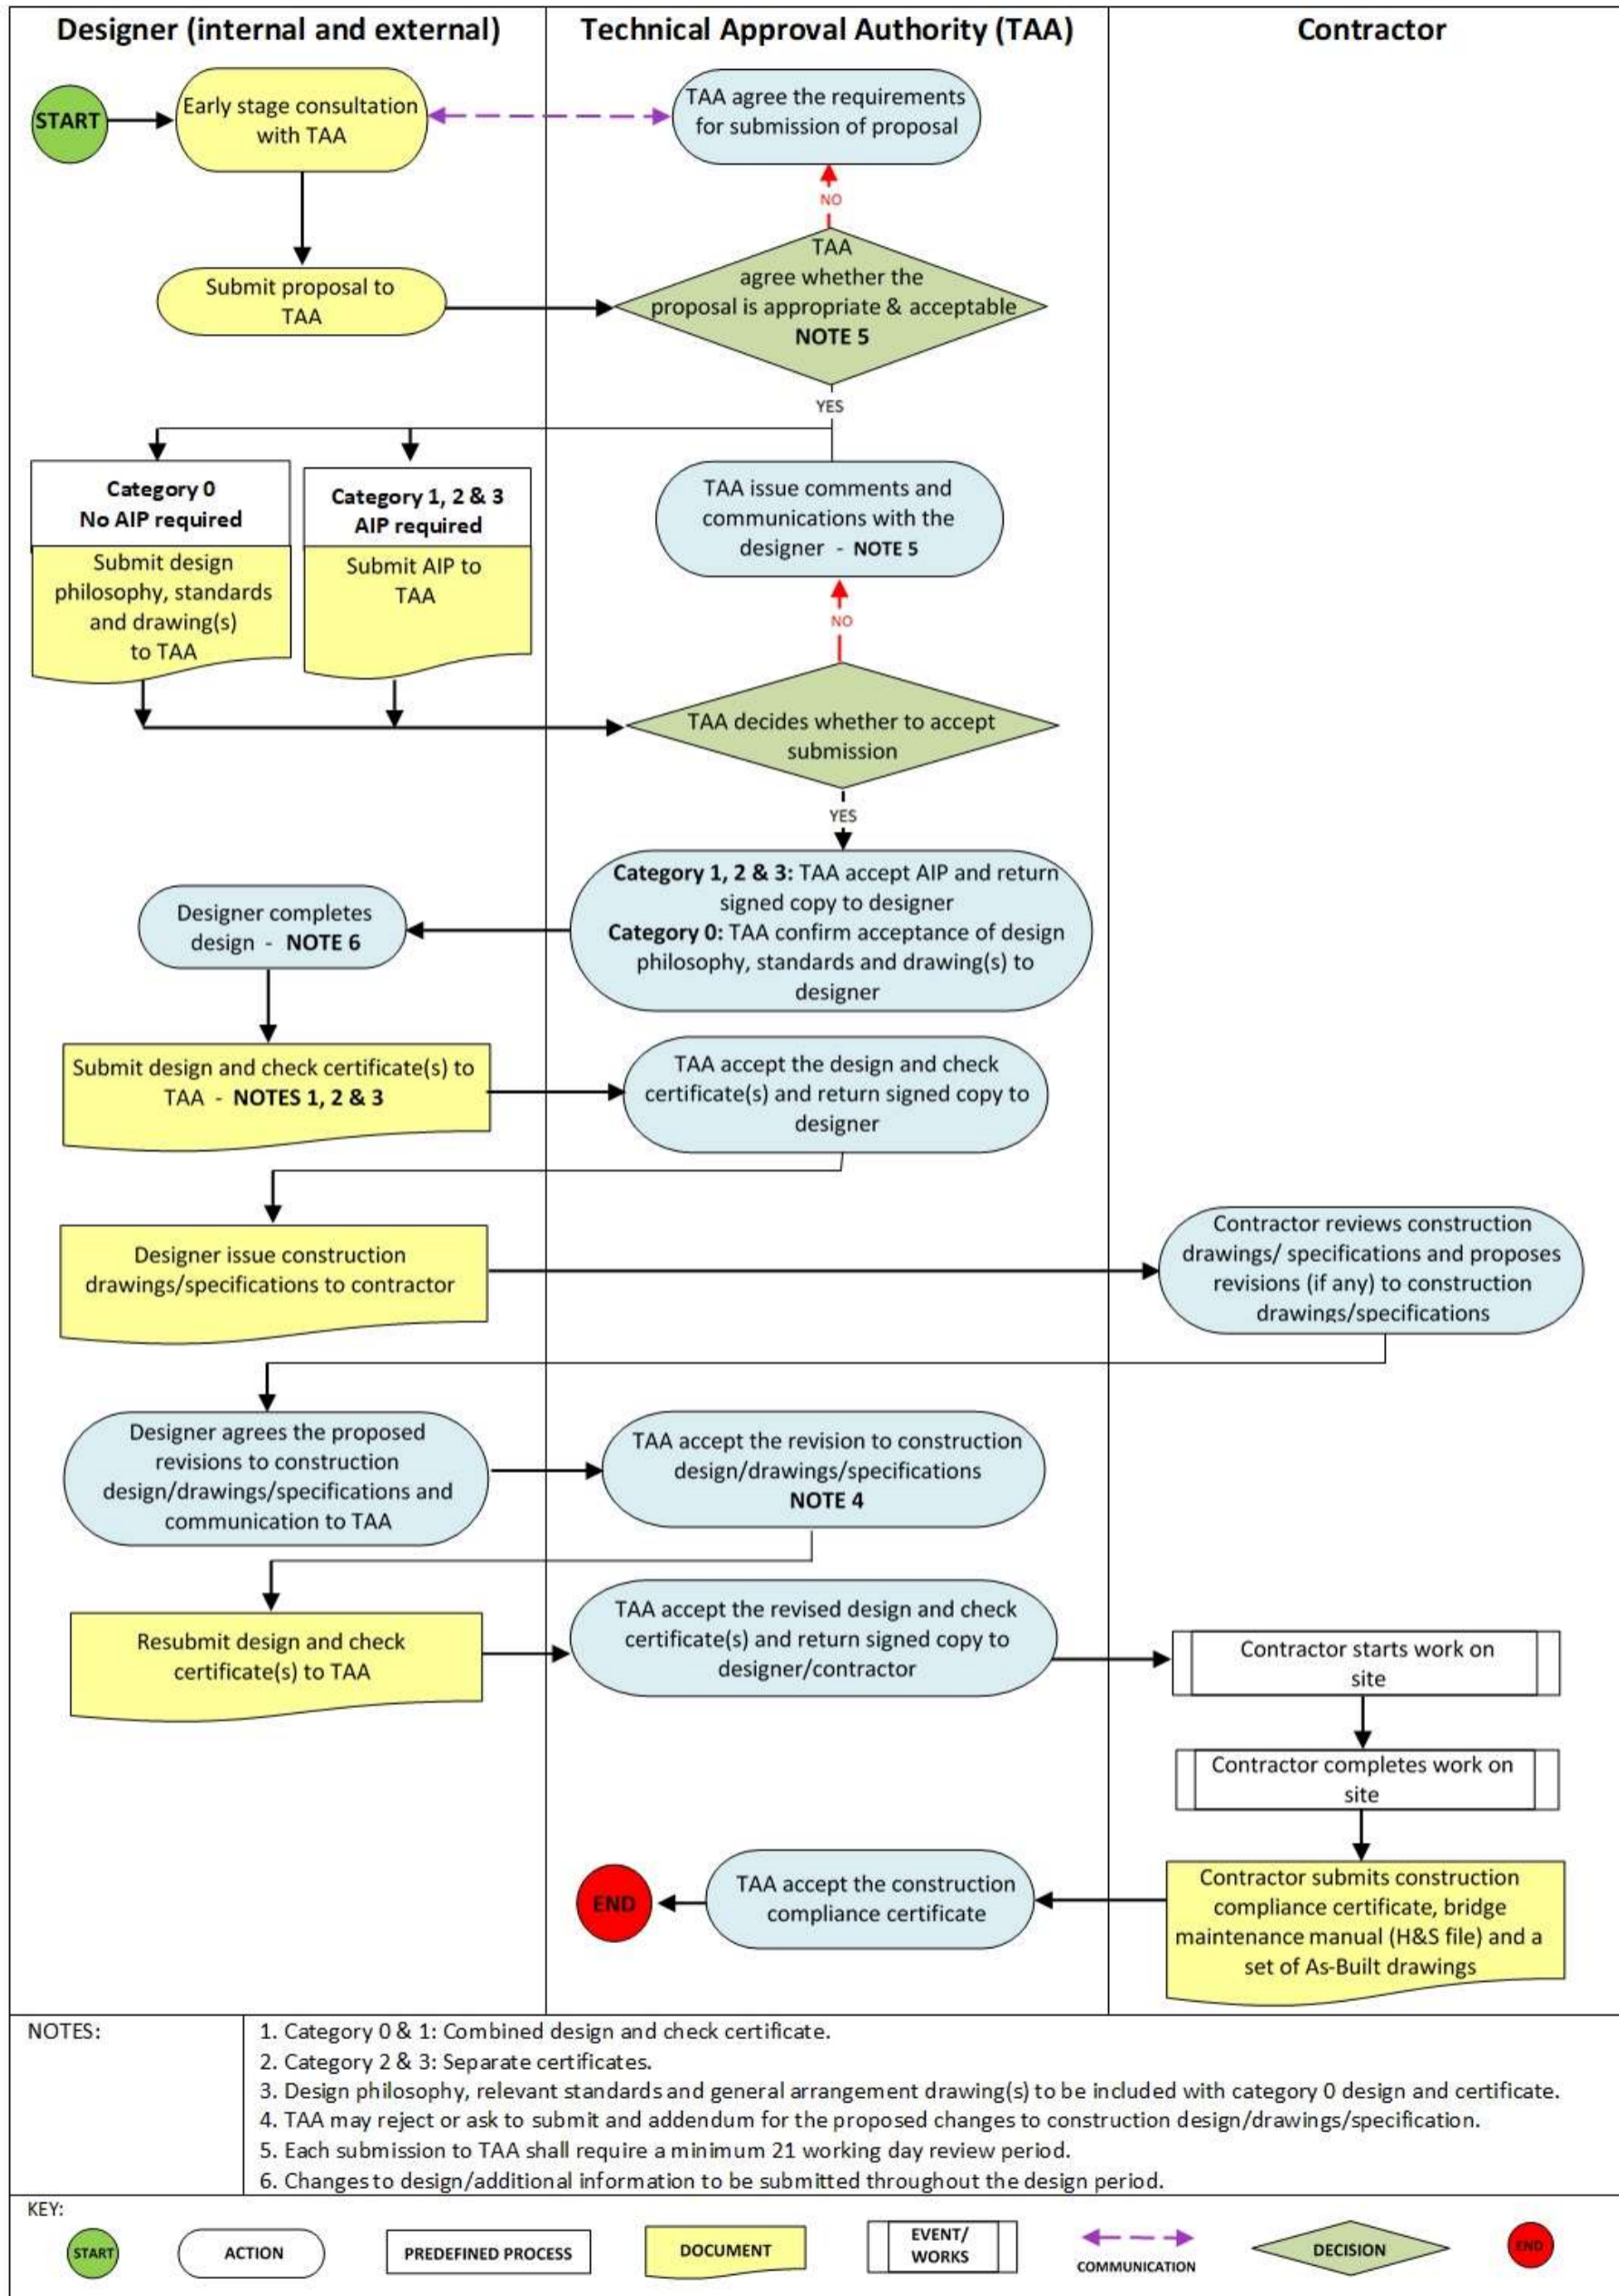 Designer (internal and external)
Technical Approval Authority (TAA)
Contractor
START
Early stage consultation
with TAA
TAA agree the requirements
for submission of proposal
NO
Submit proposal to
TAA
TAA
agree whether the
proposal is appropriate & acceptable
NOTE 5
YES
Category 0
No AIP required
Submit design
philosophy, standards
and drawing(s)
to TAA
Category 1, 2 & 3
AIP required
Submit AIP to
TAA
TAA issue comments and
communications with the
designer - NOTE 5
NO
TAA decides whether to accept
submission
YES
Category 1, 2 & 3: TAA accept AIP and return
signed copy to designer
Category 0: TAA confirm acceptance of design
philosophy, standards and drawing(s) to
designer
Designer completes
design - NOTE 6
Submit design and check certificate(s) to
TAA - NOTES 1, 2 & 3
TAA accept the design and check
certificate(s) and return signed copy to
designer
Designer issue construction
drawings/specifications to contractor
Contractor reviews construction
drawings/ specifications and proposes
revisions (if any) to construction
drawings/specifications
Designer agrees the proposed
revisions to construction
design/drawings/specifications and
communication to TAA
TAA accept the revision to construction
design/drawings/specifications
NOTE 4
Resubmit design and check
certificate(s) to TAA
TAA accept the revised design and check
certificate(s) and return signed copy to
designer/contractor
Contractor starts work on
site
Contractor completes work on
site
Contractor submits construction
compliance certificate, bridge
maintenance manual (H&S file) and a
set of As-Built drawings
TAA accept the construction
compliance certificate
END
NOTES:
1. Category 0 & 1: Combined design and check certificate.
2. Category 2 & 3: Separate certificates.
3. Design philosophy, relevant standards and general arrangement drawing(s) to be included with category 0 design and certificate.
4. TAA may reject or ask to submit and addendum for the proposed changes to construction design/drawings/specification.
5. Each submission to TAA shall require a minimum 21 working day review period.
6. Changes to design/additional information to be submitted throughout the design period.
KEY:
START
ACTION
PREDEFINED PROCESS
DOCUMENT
EVENT/
WORKS
COMMUNICATION
DECISION
END